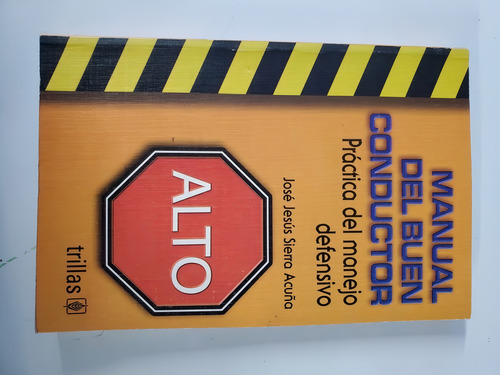 MANUAL
DEL BUEN
CONDUCTOR
Práctica del manejo
defensivo
José Jesús Sierra Acuña
ALTO
trillas